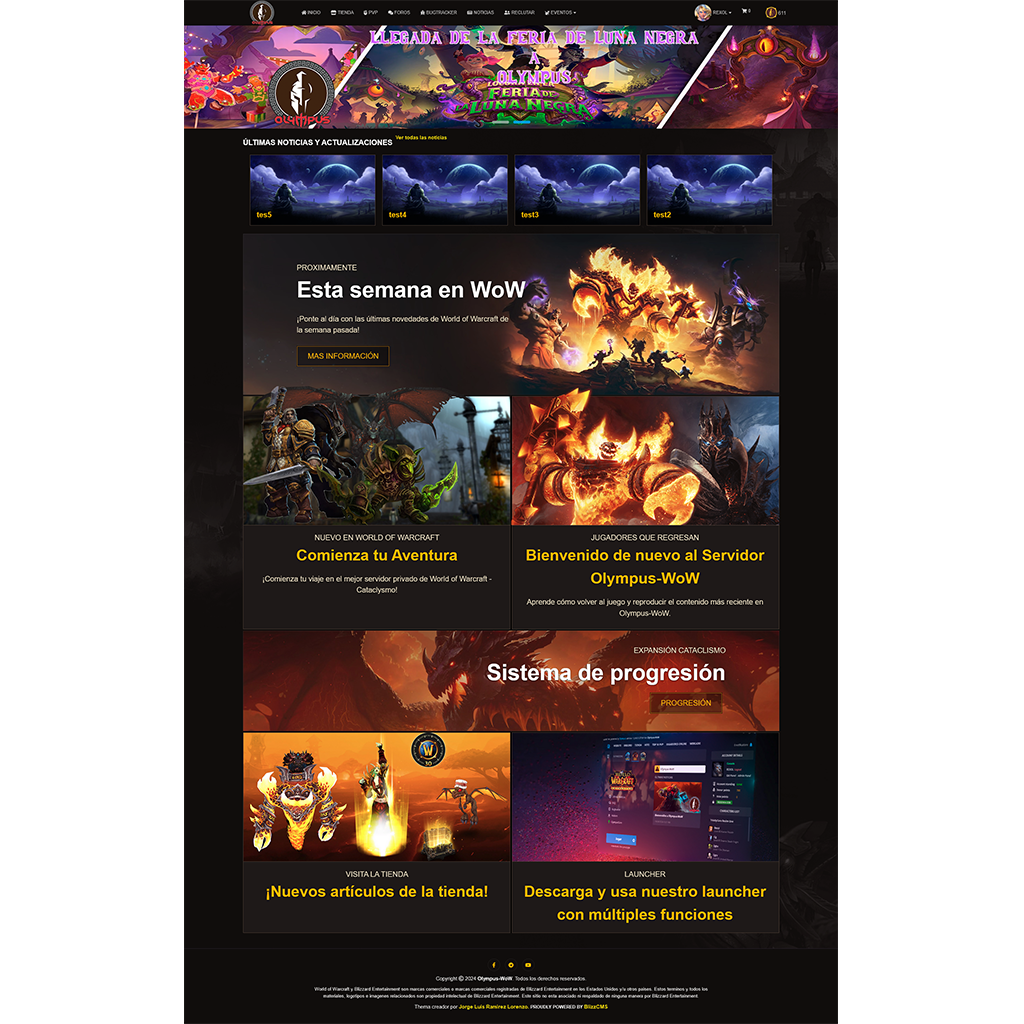 INICIO TIENDA PVP FOROS BUGTRACKER NOTICIAS RECLUTAR EVENTOS REXOL 0 611
LLEGADA DE LA FERIA DE LUNA NEGRA
A
OLYMPUS
FERIA DE
LA LUNA NEGRA
OLYMPUS
ÚLTIMAS NOTICIAS Y ACTUALIZACIONES Ver todas las noticias
tes5 test4 test3 test2
PROXIMAMENTE
Esta semana en WoW
¡Ponte al día con las últimas novedades de World of Warcraft de
la semana pasada!
MAS INFORMACIÓN
NUEVO EN WORLD OF WARCRAFT
Comienza tu Aventura
¡Comienza tu viaje en el mejor servidor privado de World of Warcraft -
Cataclysmo!
JUGADORES QUE REGRESAN
Bienvenido de nuevo al Servidor
Olympus-WoW
Aprende cómo volver al juego y reproducir el contenido más reciente en
Olympus-WoW.
EXPANSIÓN CATACLISMO
Sistema de progresión
PROGRESIÓN
VISITA LA TIENDA
¡Nuevos artículos de la tienda!
LAUNCHER
Descarga y usa nuestro launcher
con múltiples funciones
Copyright © 2024 Olympus-WoW. Todos los derechos reservados.
World of Warcraft y Blizzard Entertainment son marcas comerciales o marcas comerciales registradas de Blizzard Entertainment en los Estados Unidos y/u otros países. Estos terminos y todos los
materiales, logotipos e imagenes relacionados son propiedad intelectual de Blizzard Entertainment. Este sitio no esta asociado ni respaldado de ninguna manera por Blizzard Entertainment.
Thema creador por Jorge Luis Ramirez Lorenzo. PROUDLY POWERED BY BlizzCMS